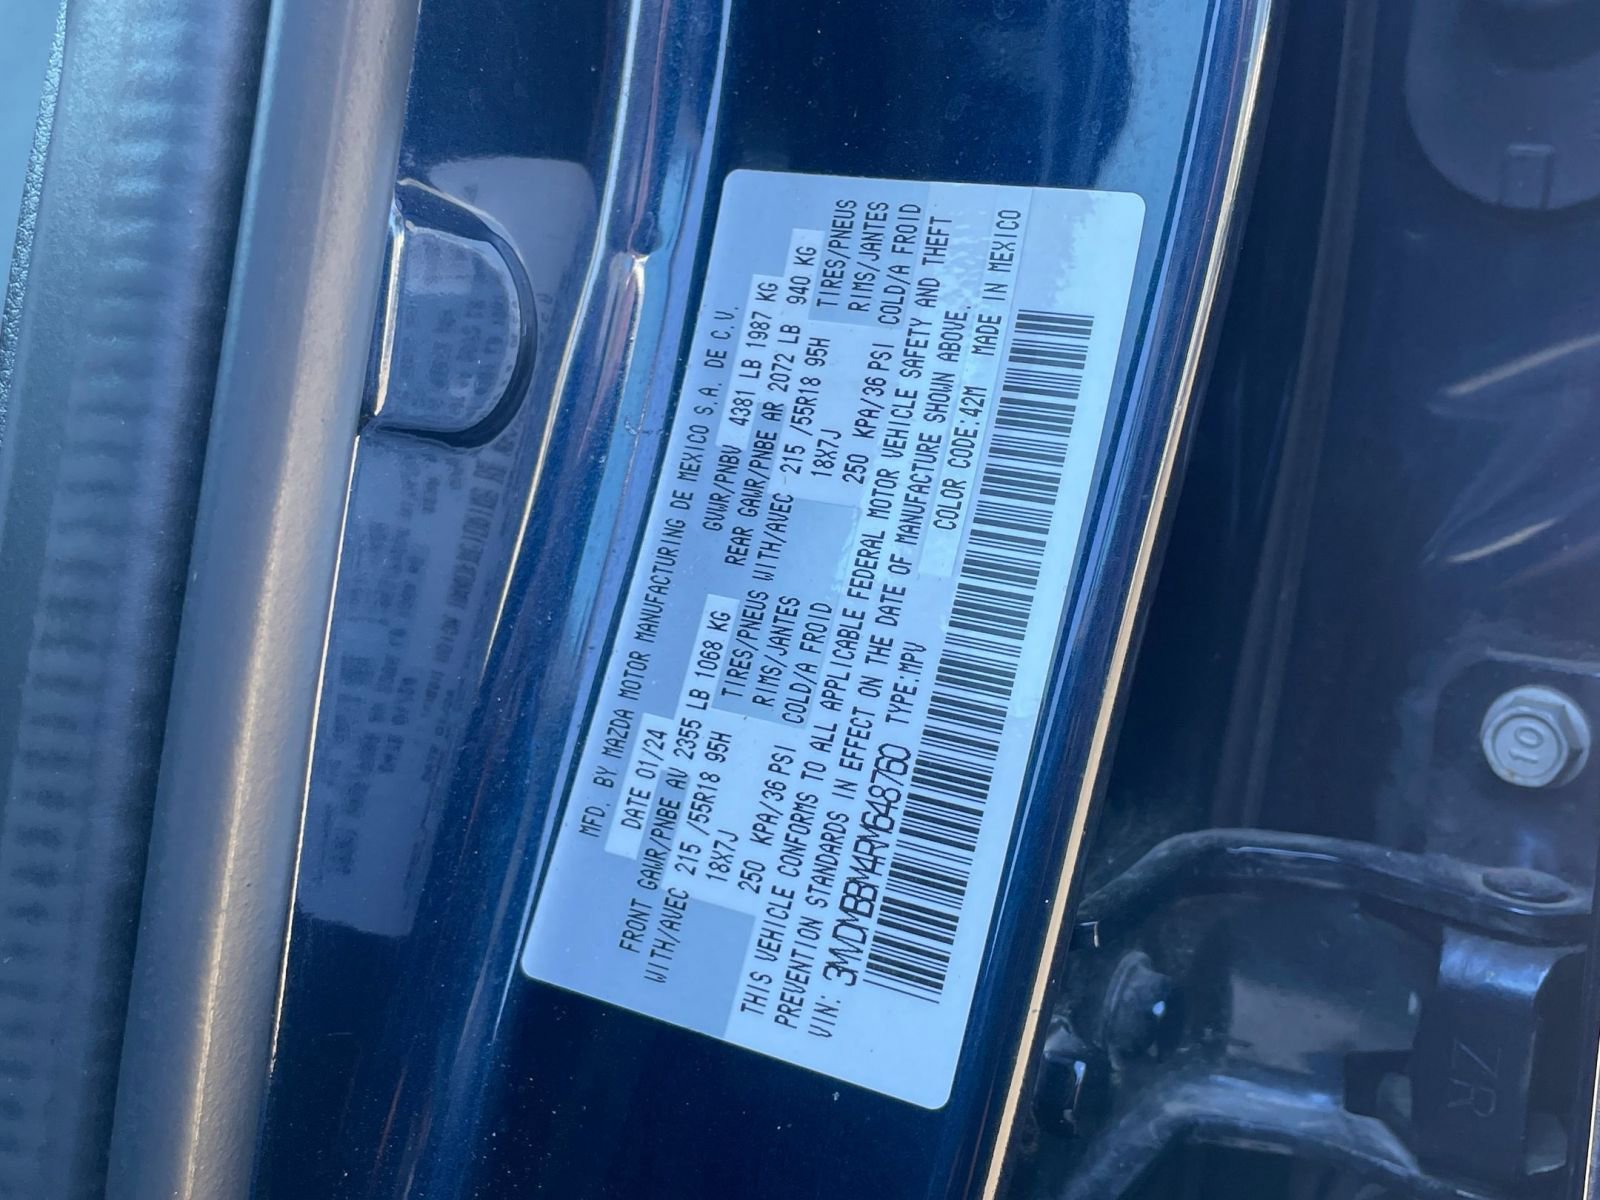 MFD. BY MAZDA MOTOR MANUFACTURING DE MEXICO S.A. DE C.V.
DATE 01/24 GVWR/PNBV 4381 LB 1987 KG
FRONT GAWR/PNBE AV 2355 LB 1068 KG REAR GAWR/PNBE AR 2072 LB 940 KG
WITH/AVEC 215 /55R18 95H TIRES/PNEUS WITH/AVEC 215 /55R18 95H TIRES/PNEUS
18X7J RIMS/JANTES 18X7J RIMS/JANTES
250 KPA/36 PSI COLD/A FROID 250 KPA/36 PSI COLD/A FROID
THIS VEHICLE CONFORMS TO ALL APPLICABLE FEDERAL MOTOR VEHICLE SAFETY AND THEFT
PREVENTION STANDARDS IN EFFECT ON THE DATE OF MANUFACTURE SHOWN ABOVE.
VIN: 3MVDMBBM4RM648760 TYPE:MPV COLOR CODE:42M MADE IN MEXICO
10
ZR